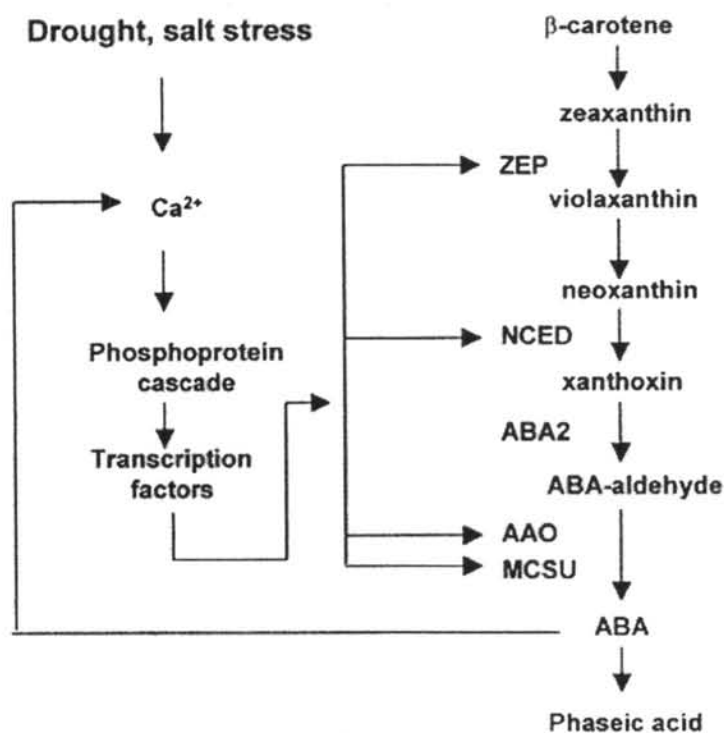 Drought, salt stress
Ca²⁺
Phosphoprotein
cascade
Transcription
factors
ZEP
NCED
ABA2
AAO
MCSU
β-carotene
zeaxanthin
violaxanthin
neoxanthin
xanthoxin
ABA-aldehyde
ABA
Phaseic acid